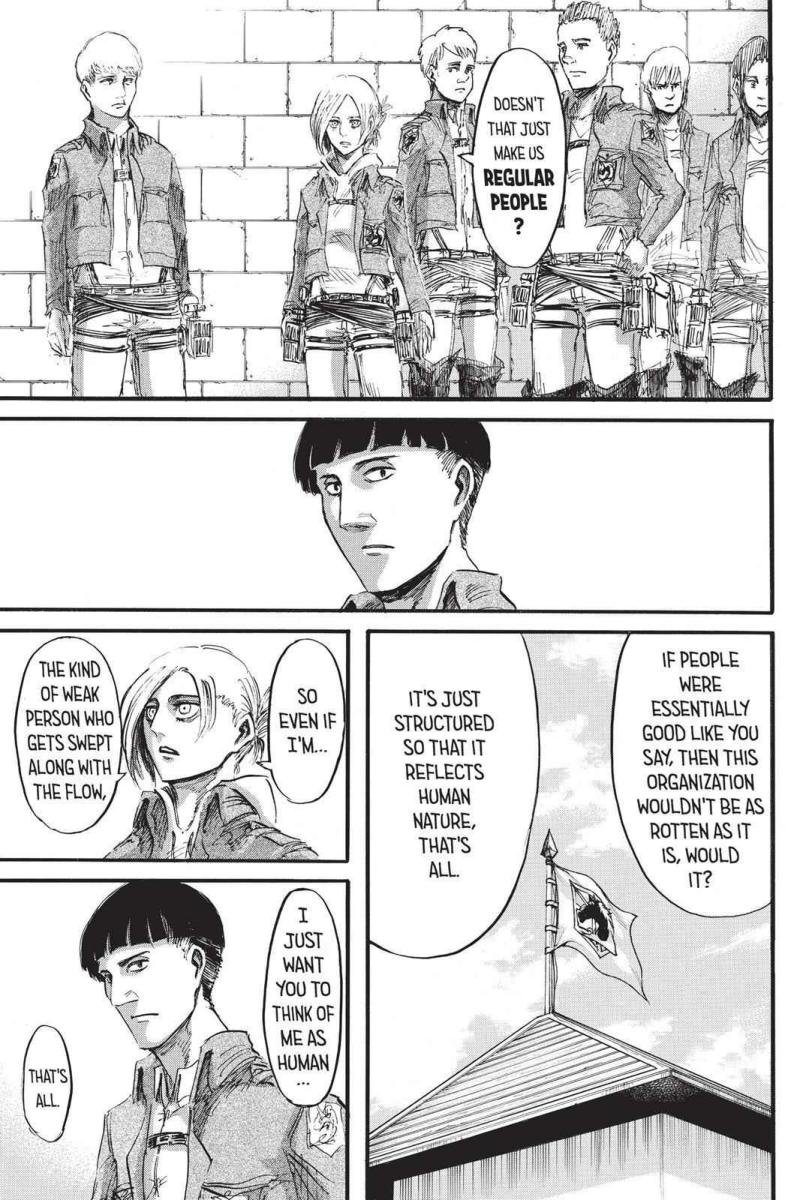 DOESN'T
THAT JUST
MAKE US
REGULAR
PEOPLE
?
IF PEOPLE
WERE
ESSENTIALLY
GOOD LIKE YOU
SAY, THEN THIS
ORGANIZATION
WOULDN'T BE AS
ROTTEN AS IT
IS, WOULD
IT?
IT'S JUST
STRUCTURED
SO THAT IT
REFLECTS
HUMAN
NATURE,
THAT'S
ALL.
SO
EVEN IF
I'M...
THE KIND
OF WEAK
PERSON WHO
GETS SWEPT
ALONG WITH
THE FLOW,
I
JUST
WANT
YOU TO
THINK OF
ME AS
HUMAN
...
THAT'S
ALL.